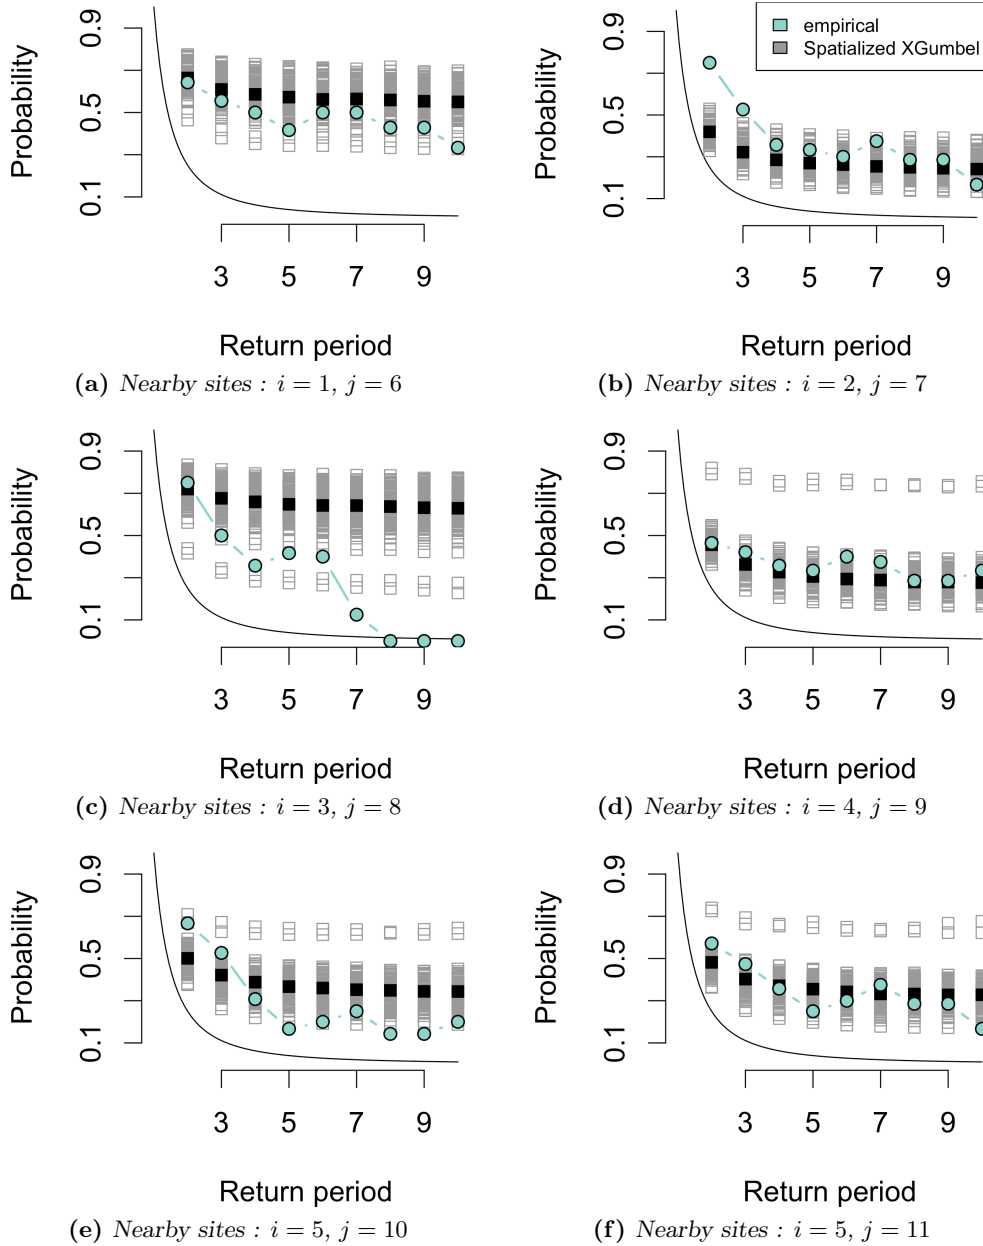 Probability
0.9
0.5
0.1
3 5 7 9
Return period
(a) Nearby sites : i = 1, j = 6
empirical
Spatialized XGumbel
Probability
0.9
0.5
0.1
3 5 7 9
Return period
(b) Nearby sites : i = 2, j = 7
Probability
0.9
0.5
0.1
3 5 7 9
Return period
(c) Nearby sites : i = 3, j = 8
Probability
0.9
0.5
0.1
3 5 7 9
Return period
(d) Nearby sites : i = 4, j = 9
Probability
0.9
0.5
0.1
3 5 7 9
Return period
(e) Nearby sites : i = 5, j = 10
Probability
0.9
0.5
0.1
3 5 7 9
Return period
(f) Nearby sites : i = 5, j = 11